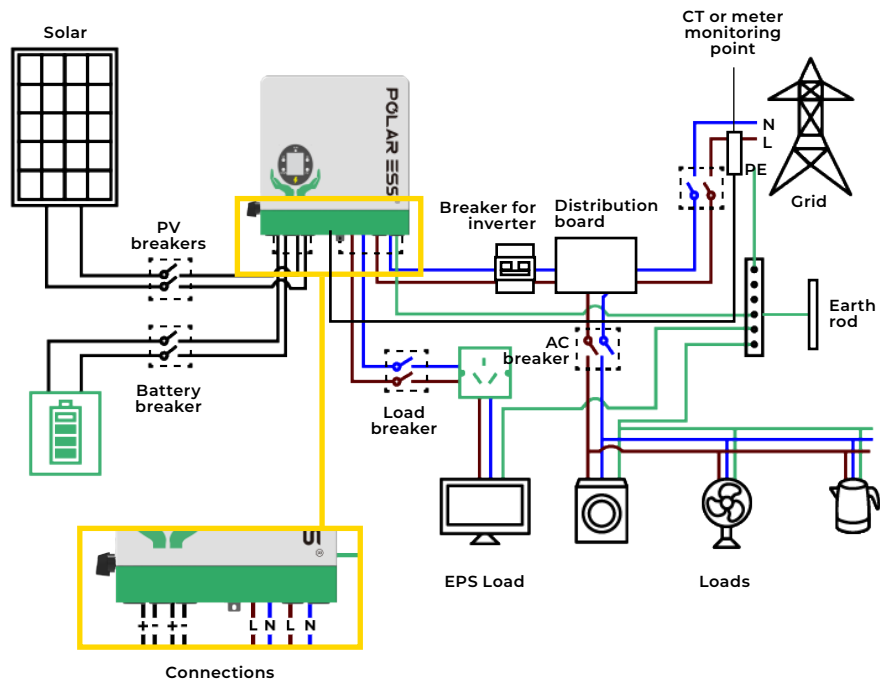 Solar
CT or meter
monitoring
point
POLAR ESS
N
L
PE
Grid
PV
breakers
Breaker for
inverter
Distribution
board
Earth
rod
AC
breaker
Battery
breaker
Load
breaker
EPS Load
Loads
+ - + -
L N L N
Connections